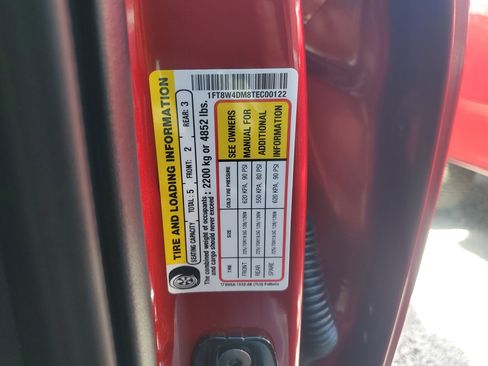 1FT8W4DM8TEC00122
TIRE AND LOADING INFORMATION
SEATING CAPACITY TOTAL: 5 FRONT: 2 REAR: 3
The combined weight of occupants : 2200 kg or 4852 lbs.
and cargo should never exceed
TIRE SIZE COLD TIRE PRESSURE
FRONT 620 KPA, 90 PSI
REAR 550 KPA, 80 PSI
SPARE 620 KPA, 90 PSI
SEE OWNERS
MANUAL FOR
ADDITIONAL
INFORMATION